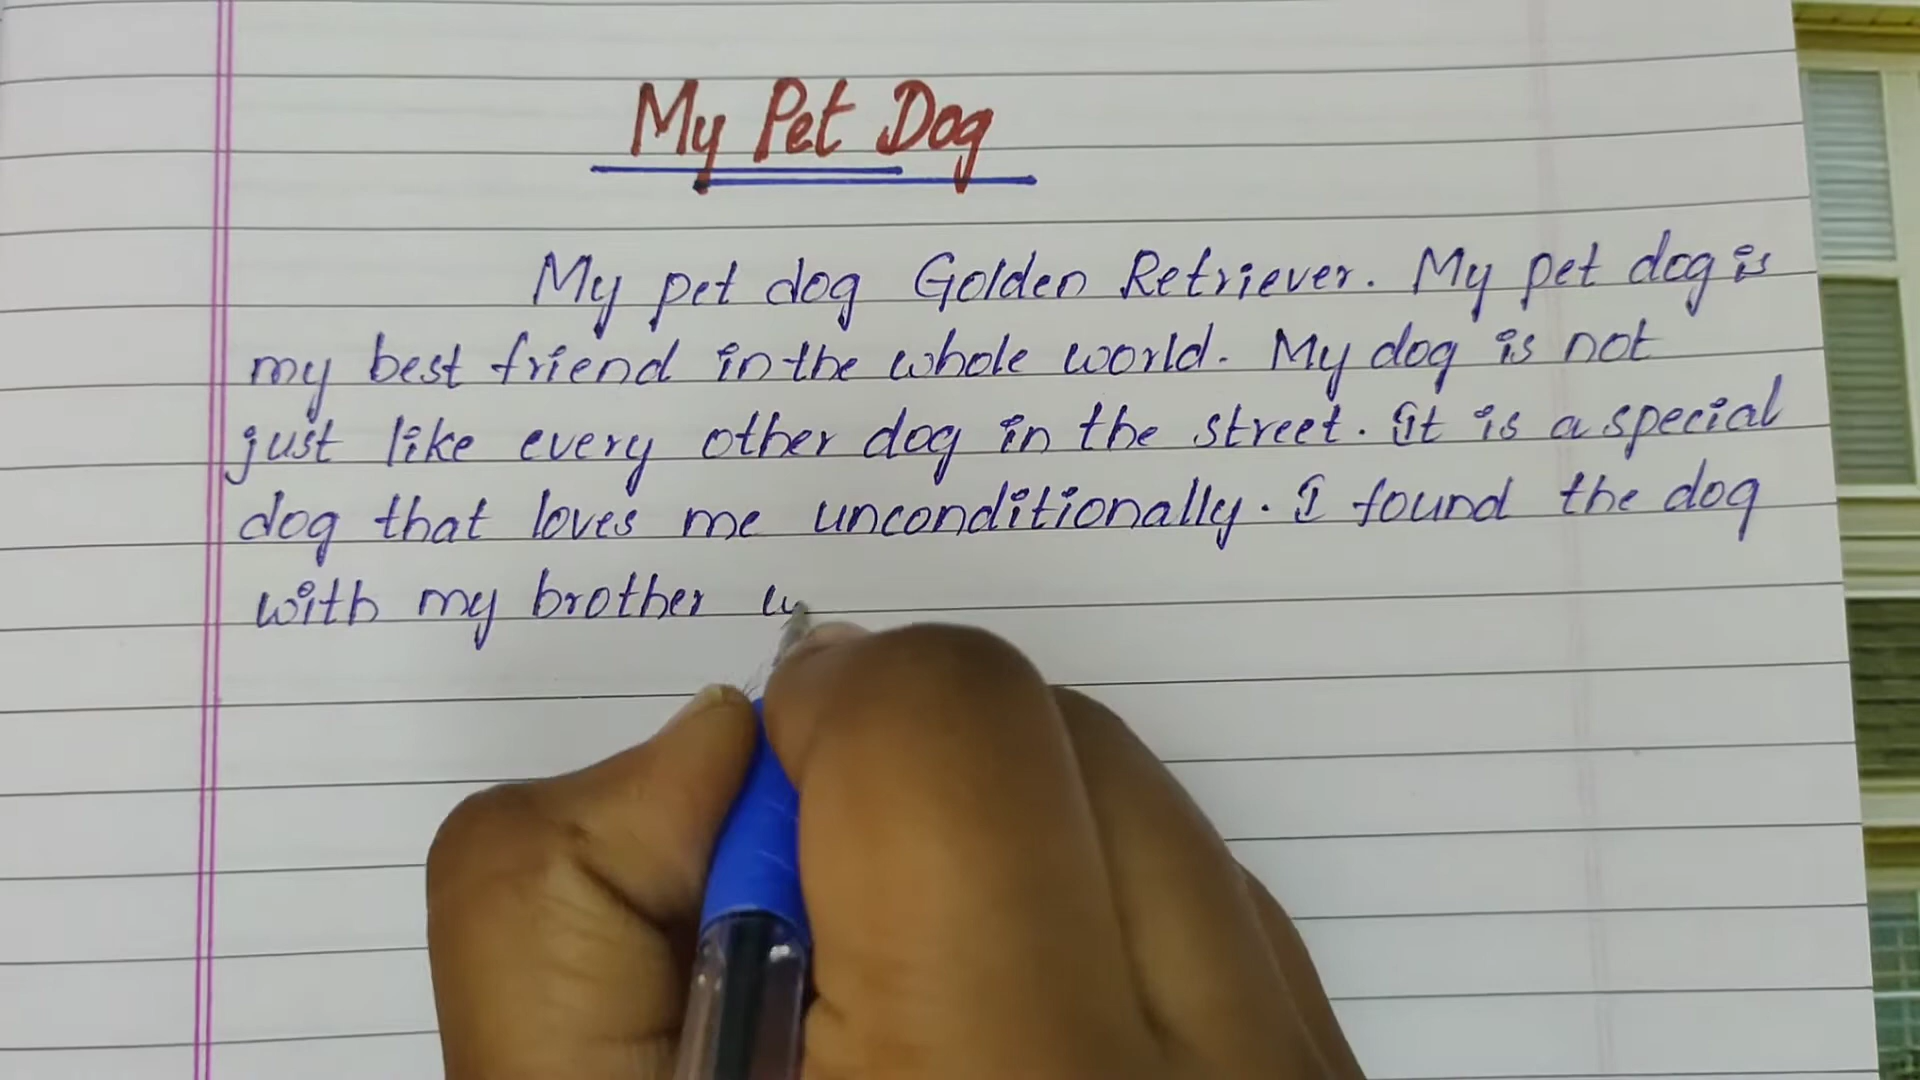 My Pet Dog
My pet dog Golden Retriever. My pet dog is
my best friend in the whole world. My dog is not
just like every other dog in the street. It is a special
dog that loves me unconditionally. I found the dog
with my brother